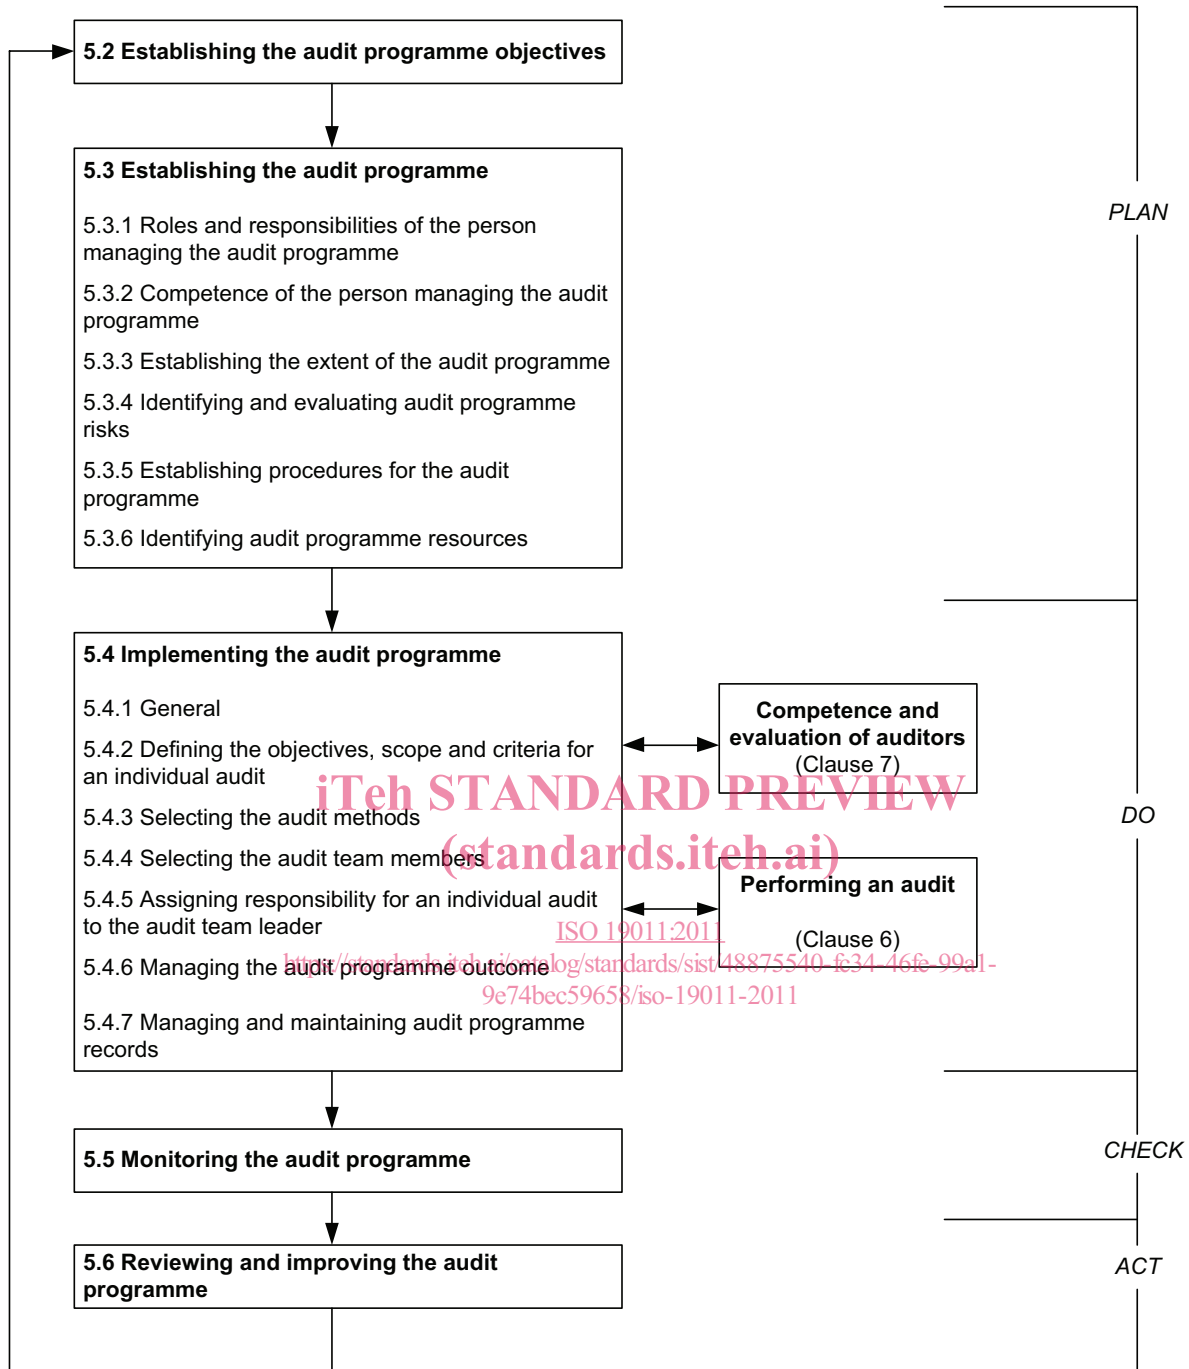 5.2 Establishing the audit programme objectives
5.3 Establishing the audit programme
5.3.1 Roles and responsibilities of the person
managing the audit programme
5.3.2 Competence of the person managing the audit
programme
5.3.3 Establishing the extent of the audit programme
5.3.4 Identifying and evaluating audit programme
risks
5.3.5 Establishing procedures for the audit
programme
5.3.6 Identifying audit programme resources
PLAN
5.4 Implementing the audit programme
5.4.1 General
5.4.2 Defining the objectives, scope and criteria for
an individual audit
5.4.3 Selecting the audit methods
5.4.4 Selecting the audit team members
5.4.5 Assigning responsibility for an individual audit
to the audit team leader
5.4.6 Managing the audit programme outcome
5.4.7 Managing and maintaining audit programme
records
Competence and
evaluation of auditors
(Clause 7)
Performing an audit
(Clause 6)
DO
iTeh STANDARD PREVIEW
(standards.iteh.ai)
ISO 19011:2011
https://standards.iteh.ai/catalog/standards/sist/48875540-fc34-46fe-99a1-
9e74bec59658/iso-19011-2011
5.5 Monitoring the audit programme
CHECK
5.6 Reviewing and improving the audit
programme
ACT